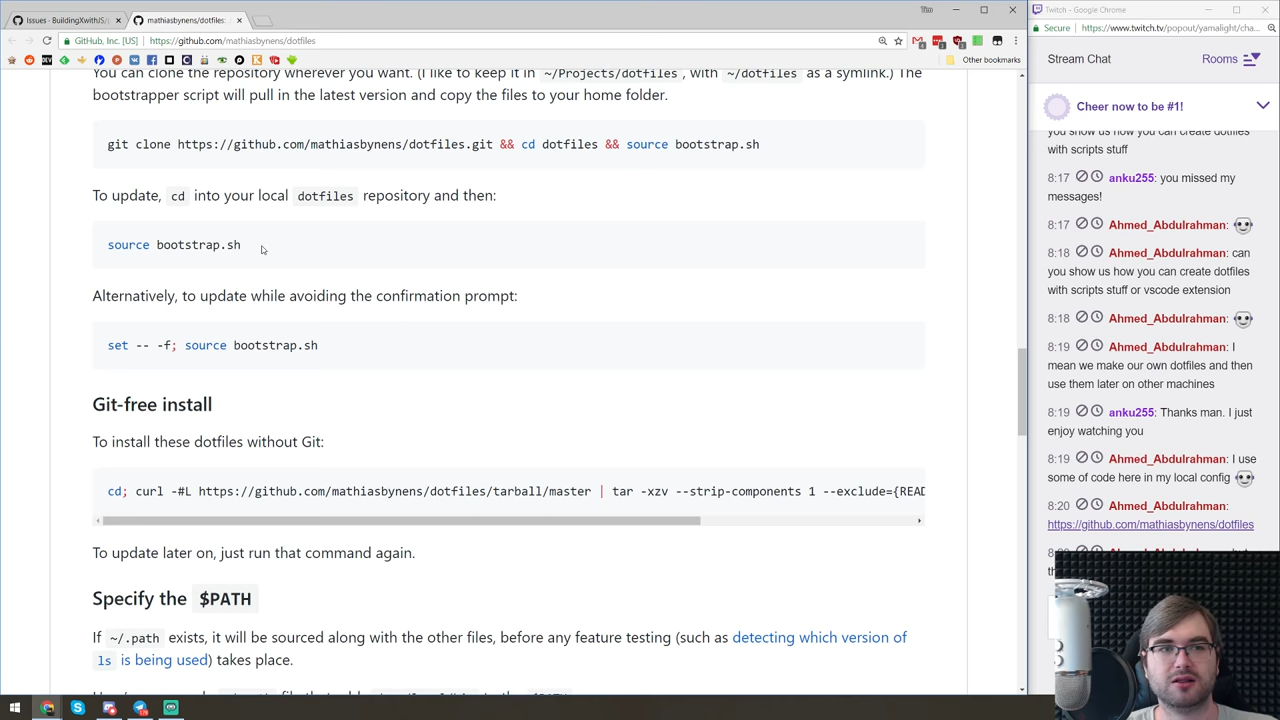 Issues - BuildingXwithJS/
mathiasbynens/dotfiles:
Tim
GitHub, Inc. [US]
https://github.com/mathiasbynens/dotfiles
Other bookmarks
You can clone the repository wherever you want. (I like to keep it in ~/Projects/dotfiles , with ~/dotfiles as a symlink.) The
bootstrapper script will pull in the latest version and copy the files to your home folder.
git clone https://github.com/mathiasbynens/dotfiles.git && cd dotfiles && source bootstrap.sh
To update, cd into your local dotfiles repository and then:
source bootstrap.sh
Alternatively, to update while avoiding the confirmation prompt:
set -- -f; source bootstrap.sh
Git-free install
To install these dotfiles without Git:
cd; curl -#L https://github.com/mathiasbynens/dotfiles/tarball/master | tar -xzv --strip-components 1 --exclude={READ
To update later on, just run that command again.
Specify the $PATH
If ~/.path exists, it will be sourced along with the other files, before any feature testing (such as detecting which version of
ls is being used) takes place.
Twitch - Google Chrome
Secure
https://www.twitch.tv/popout/yamalight/cha
Stream Chat
Rooms
Cheer now to be #1!
you show us how you can create dotfiles
with scripts stuff
8:17 anku255: you missed my
messages!
8:17 Ahmed_Abdulrahman:
8:18 Ahmed_Abdulrahman: can
you show us how you can create dotfiles
with scripts stuff or vscode extension
8:18 Ahmed_Abdulrahman:
8:19 Ahmed_Abdulrahman: I
mean we make our own dotfiles and then
use them later on other machines
8:19 anku255: Thanks man. I just
enjoy watching you
8:19 Ahmed_Abdulrahman: I use
some of code here in my local config
8:20 Ahmed_Abdulrahman:
https://github.com/mathiasbynens/dotfiles